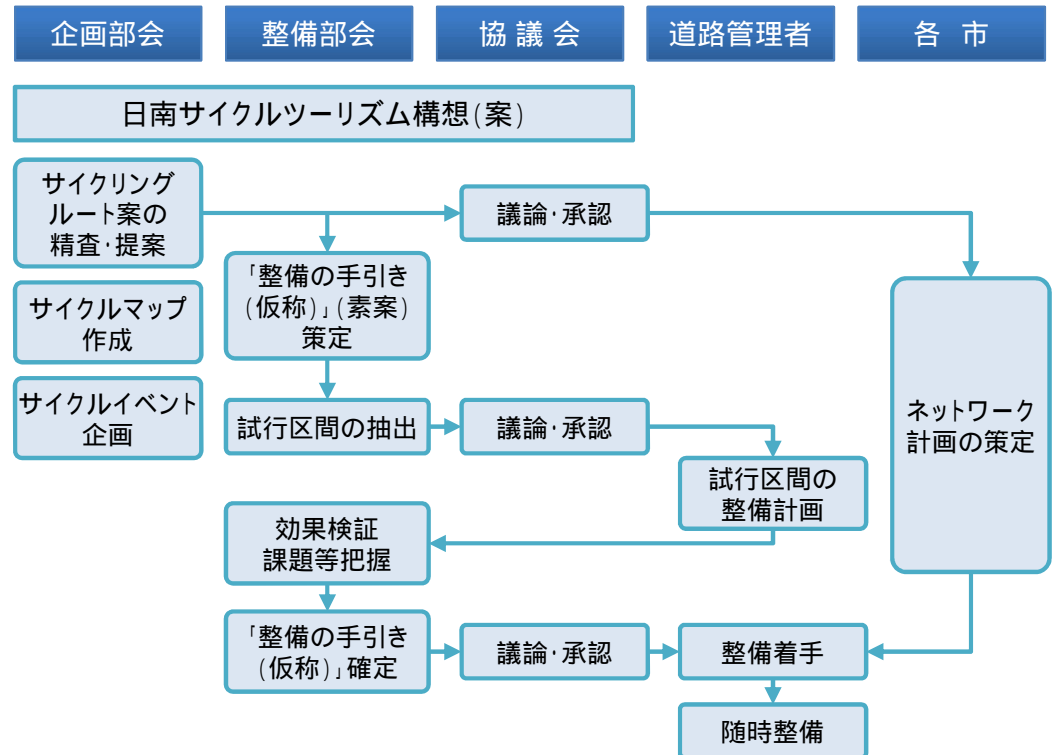 企画部会
整備部会
協 議 会
道路管理者
各 市
日南サイクルツーリズム構想(案)
サイクリング
ルート案の
精査・提案
議論・承認
「整備の手引き
(仮称)」(素案)
策定
サイクルマップ
作成
サイクルイベント
企画
試行区間の抽出
議論・承認
ネットワーク
計画の策定
試行区間の
整備計画
効果検証
課題等把握
「整備の手引き
(仮称)」確定
議論・承認
整備着手
随時整備